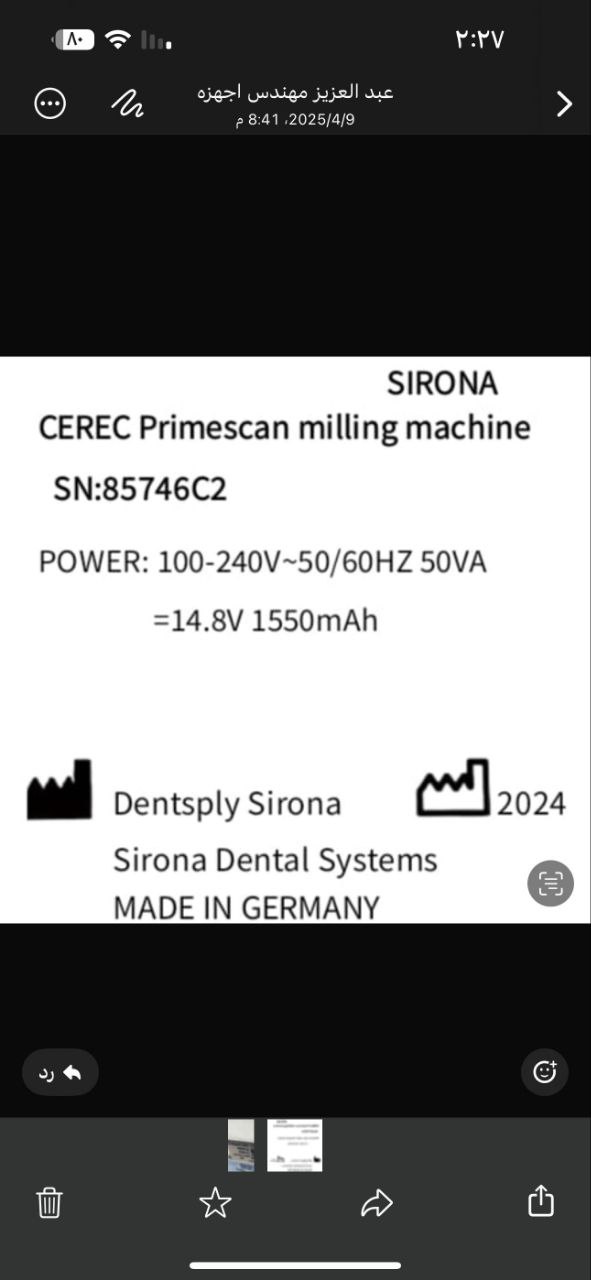 ٢:٢٧
٨٠
عبد العزيز مهندس اجهزه
2025/4/9، 8:41 م
SIRONA
CEREC Primescan milling machine
SN:85746C2
POWER: 100-240V~50/60HZ 50VA
=14.8V 1550mAh
Dentsply Sirona
2024
Sirona Dental Systems
MADE IN GERMANY
رد